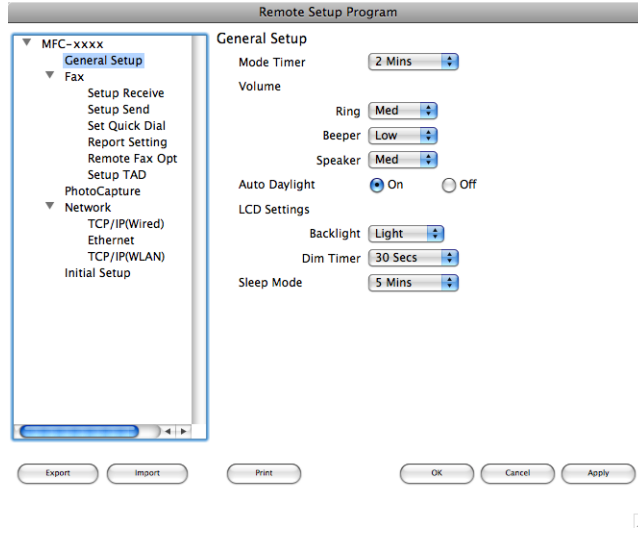 Remote Setup Program
MFC-xxxx
General Setup
Fax
Setup Receive
Setup Send
Set Quick Dial
Report Setting
Remote Fax Opt
Setup TAD
PhotoCapture
Network
TCP/IP(Wired)
Ethernet
TCP/IP(WLAN)
Initial Setup
General Setup
Mode Timer 2 Mins
Volume
Ring Med
Beeper Low
Speaker Med
Auto Daylight On Off
LCD Settings
Backlight Light
Dim Timer 30 Secs
Sleep Mode 5 Mins
Export Import Print OK Cancel Apply